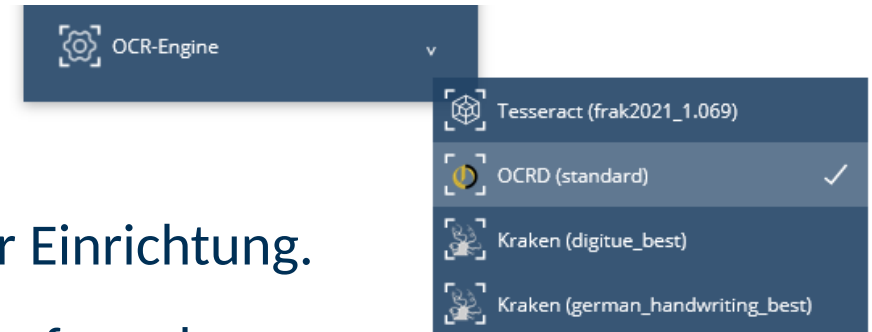 OCR-Engine v
Tesseract (frak2021_1.069)
OCRD (standard)
r Einrichtung.
Kraken (digitue_best)
Kraken (german_handwriting_best)